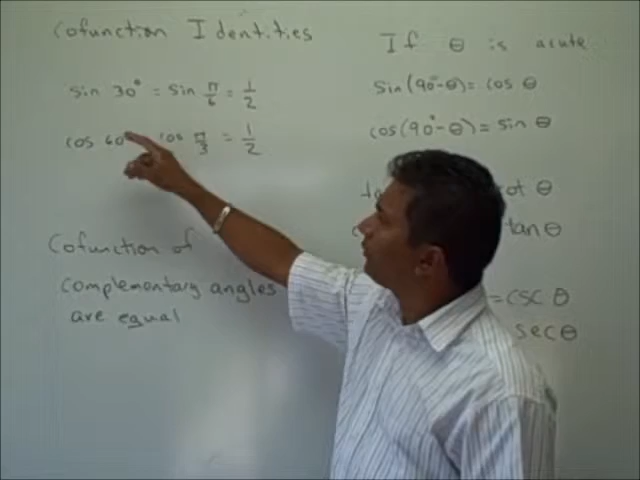 Cofunction Identities
sin 30° = sin π/6 = 1/2
cos 60° cos π/3 = 1/2
Cofunction of
complementary angles
are equal
If θ is acute
sin(90°-θ) = cos θ
cos(90°-θ) = sin θ
θ
tan θ
= csc θ
sec θ